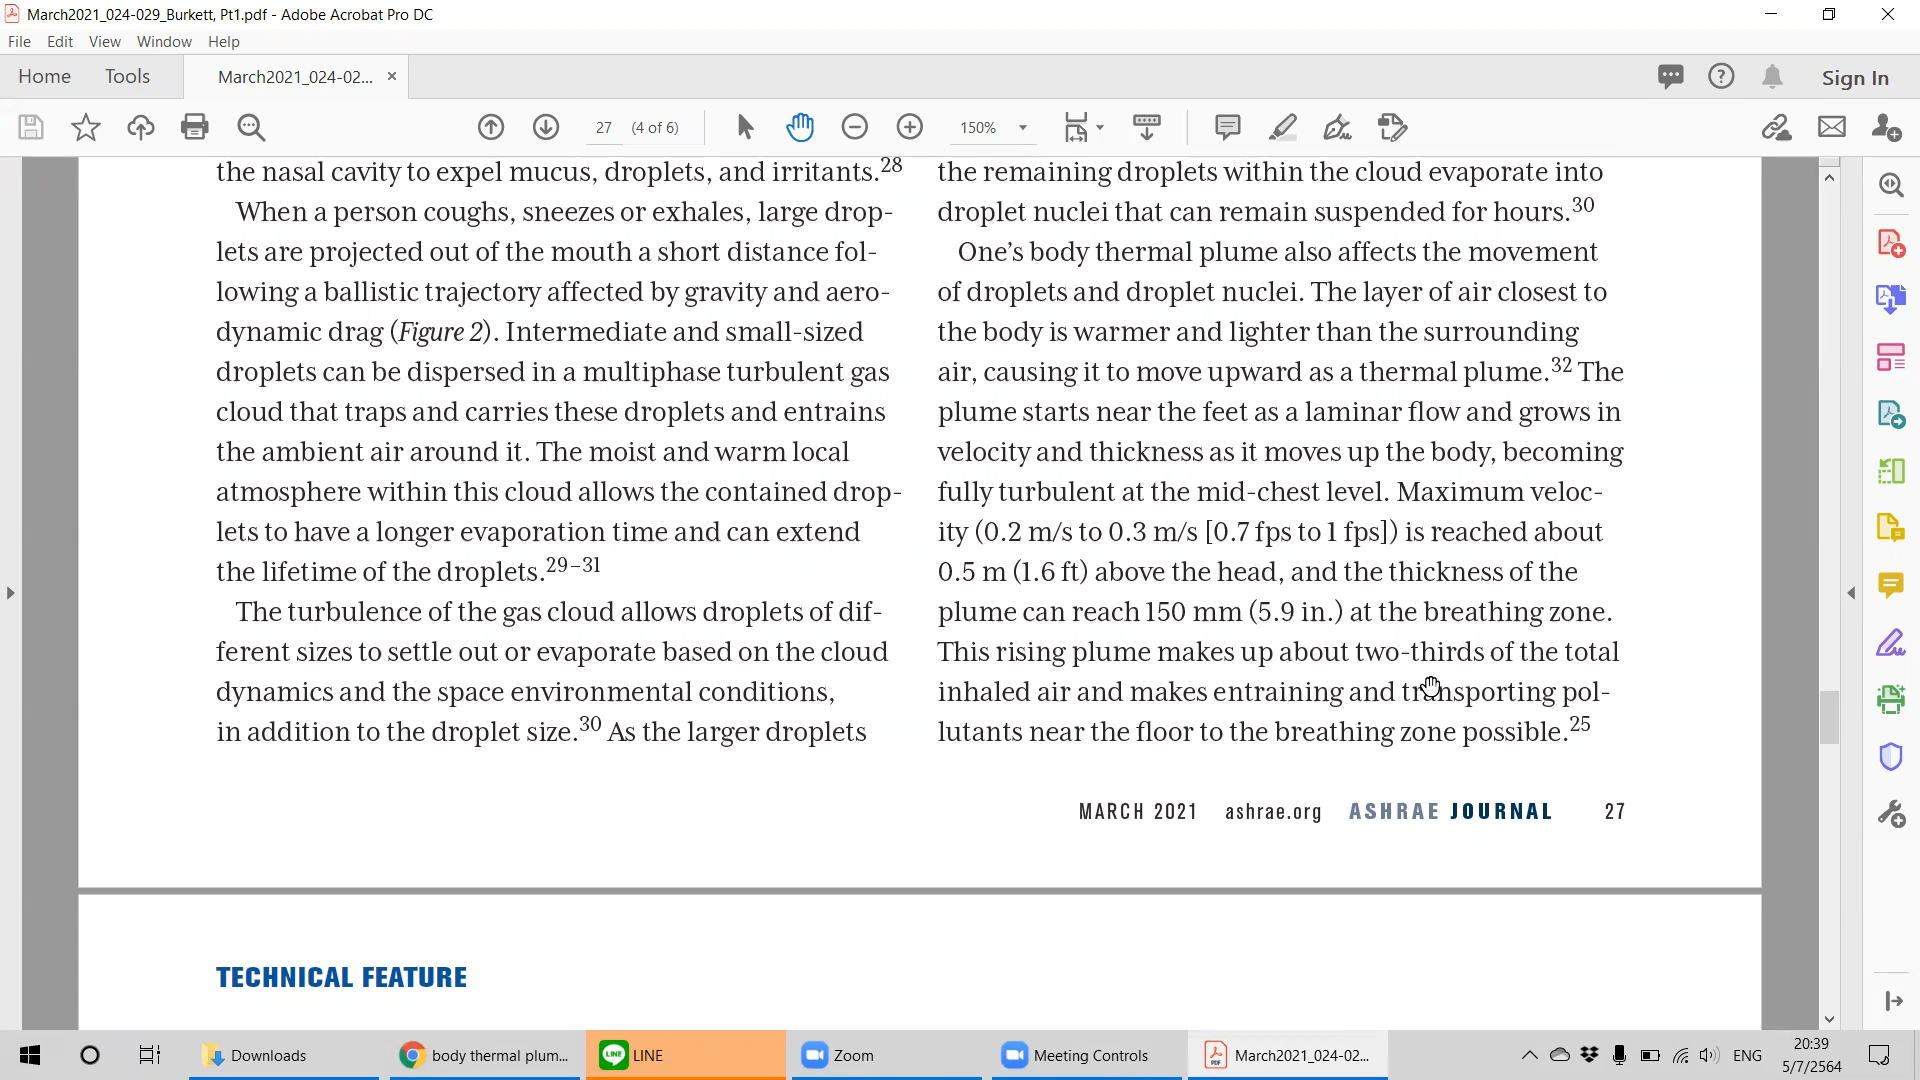 March2021_024-029_Burkett, Pt1.pdf - Adobe Acrobat Pro DC
File Edit View Window Help
Home Tools March2021_024-02... × Sign In
27 (4 of 6) 150%
the nasal cavity to expel mucus, droplets, and irritants.28
When a person coughs, sneezes or exhales, large drop-
lets are projected out of the mouth a short distance fol-
lowing a ballistic trajectory affected by gravity and aero-
dynamic drag (Figure 2). Intermediate and small-sized
droplets can be dispersed in a multiphase turbulent gas
cloud that traps and carries these droplets and entrains
the ambient air around it. The moist and warm local
atmosphere within this cloud allows the contained drop-
lets to have a longer evaporation time and can extend
the lifetime of the droplets.29–31
The turbulence of the gas cloud allows droplets of dif-
ferent sizes to settle out or evaporate based on the cloud
dynamics and the space environmental conditions,
in addition to the droplet size.30 As the larger droplets
the remaining droplets within the cloud evaporate into
droplet nuclei that can remain suspended for hours.30
One’s body thermal plume also affects the movement
of droplets and droplet nuclei. The layer of air closest to
the body is warmer and lighter than the surrounding
air, causing it to move upward as a thermal plume.32 The
plume starts near the feet as a laminar flow and grows in
velocity and thickness as it moves up the body, becoming
fully turbulent at the mid-chest level. Maximum veloc-
ity (0.2 m/s to 0.3 m/s [0.7 fps to 1 fps]) is reached about
0.5 m (1.6 ft) above the head, and the thickness of the
plume can reach 150 mm (5.9 in.) at the breathing zone.
This rising plume makes up about two-thirds of the total
inhaled air and makes entraining and transporting pol-
lutants near the floor to the breathing zone possible.25
MARCH 2021 ashrae.org ASHRAE JOURNAL 27
TECHNICAL FEATURE
Downloads body thermal plum... LINE Zoom Meeting Controls March2021_024-02... ENG 20:39
5/7/2564